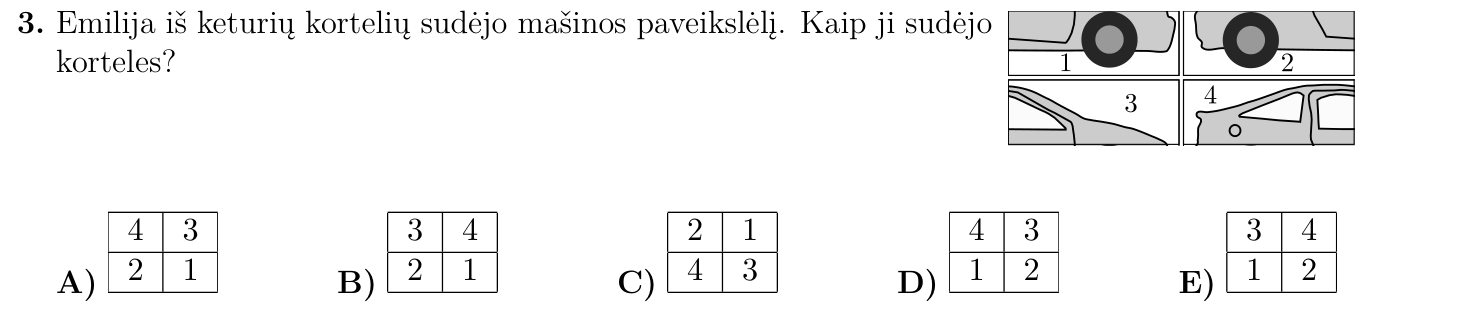 3. Emilija iš keturių kortelių sudėjo mašinos paveikslėlį. Kaip ji sudėjo
korteles?
1 2
3 4
A) 4 3 B) 3 4 C) 2 1 D) 4 3 E) 3 4
2 1 2 1 4 3 1 2 1 2